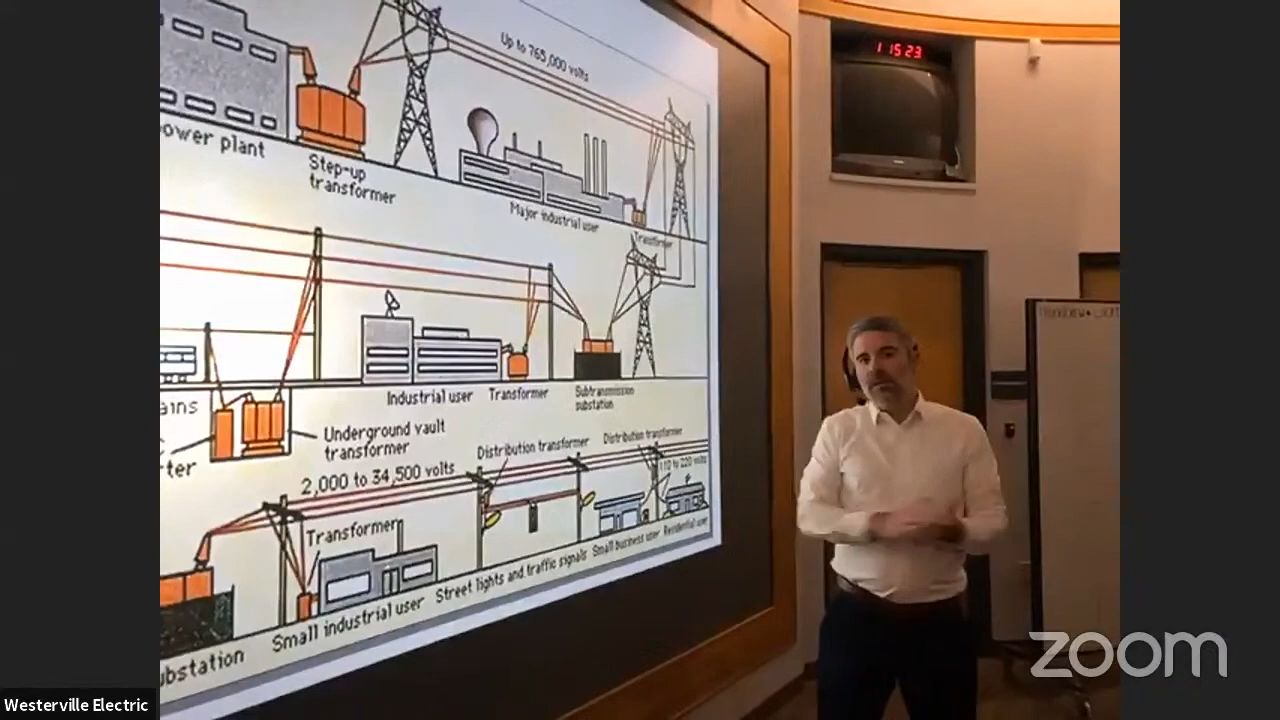 1 15 23
Up to 765,000 volts
ower plant
Step-up
transformer
Major industrial user
Transformer
ains
rter
Industrial user
Transformer
Subtransmission
substation
Underground vault
transformer
Distribution transformer
Distribution transformer
2,000 to 34,500 volts
110 to 220 volts
Transformer
Small industrial user
Street lights and traffic signals
Small business user
Residential user
ubstation
zoom
Westerville Electric